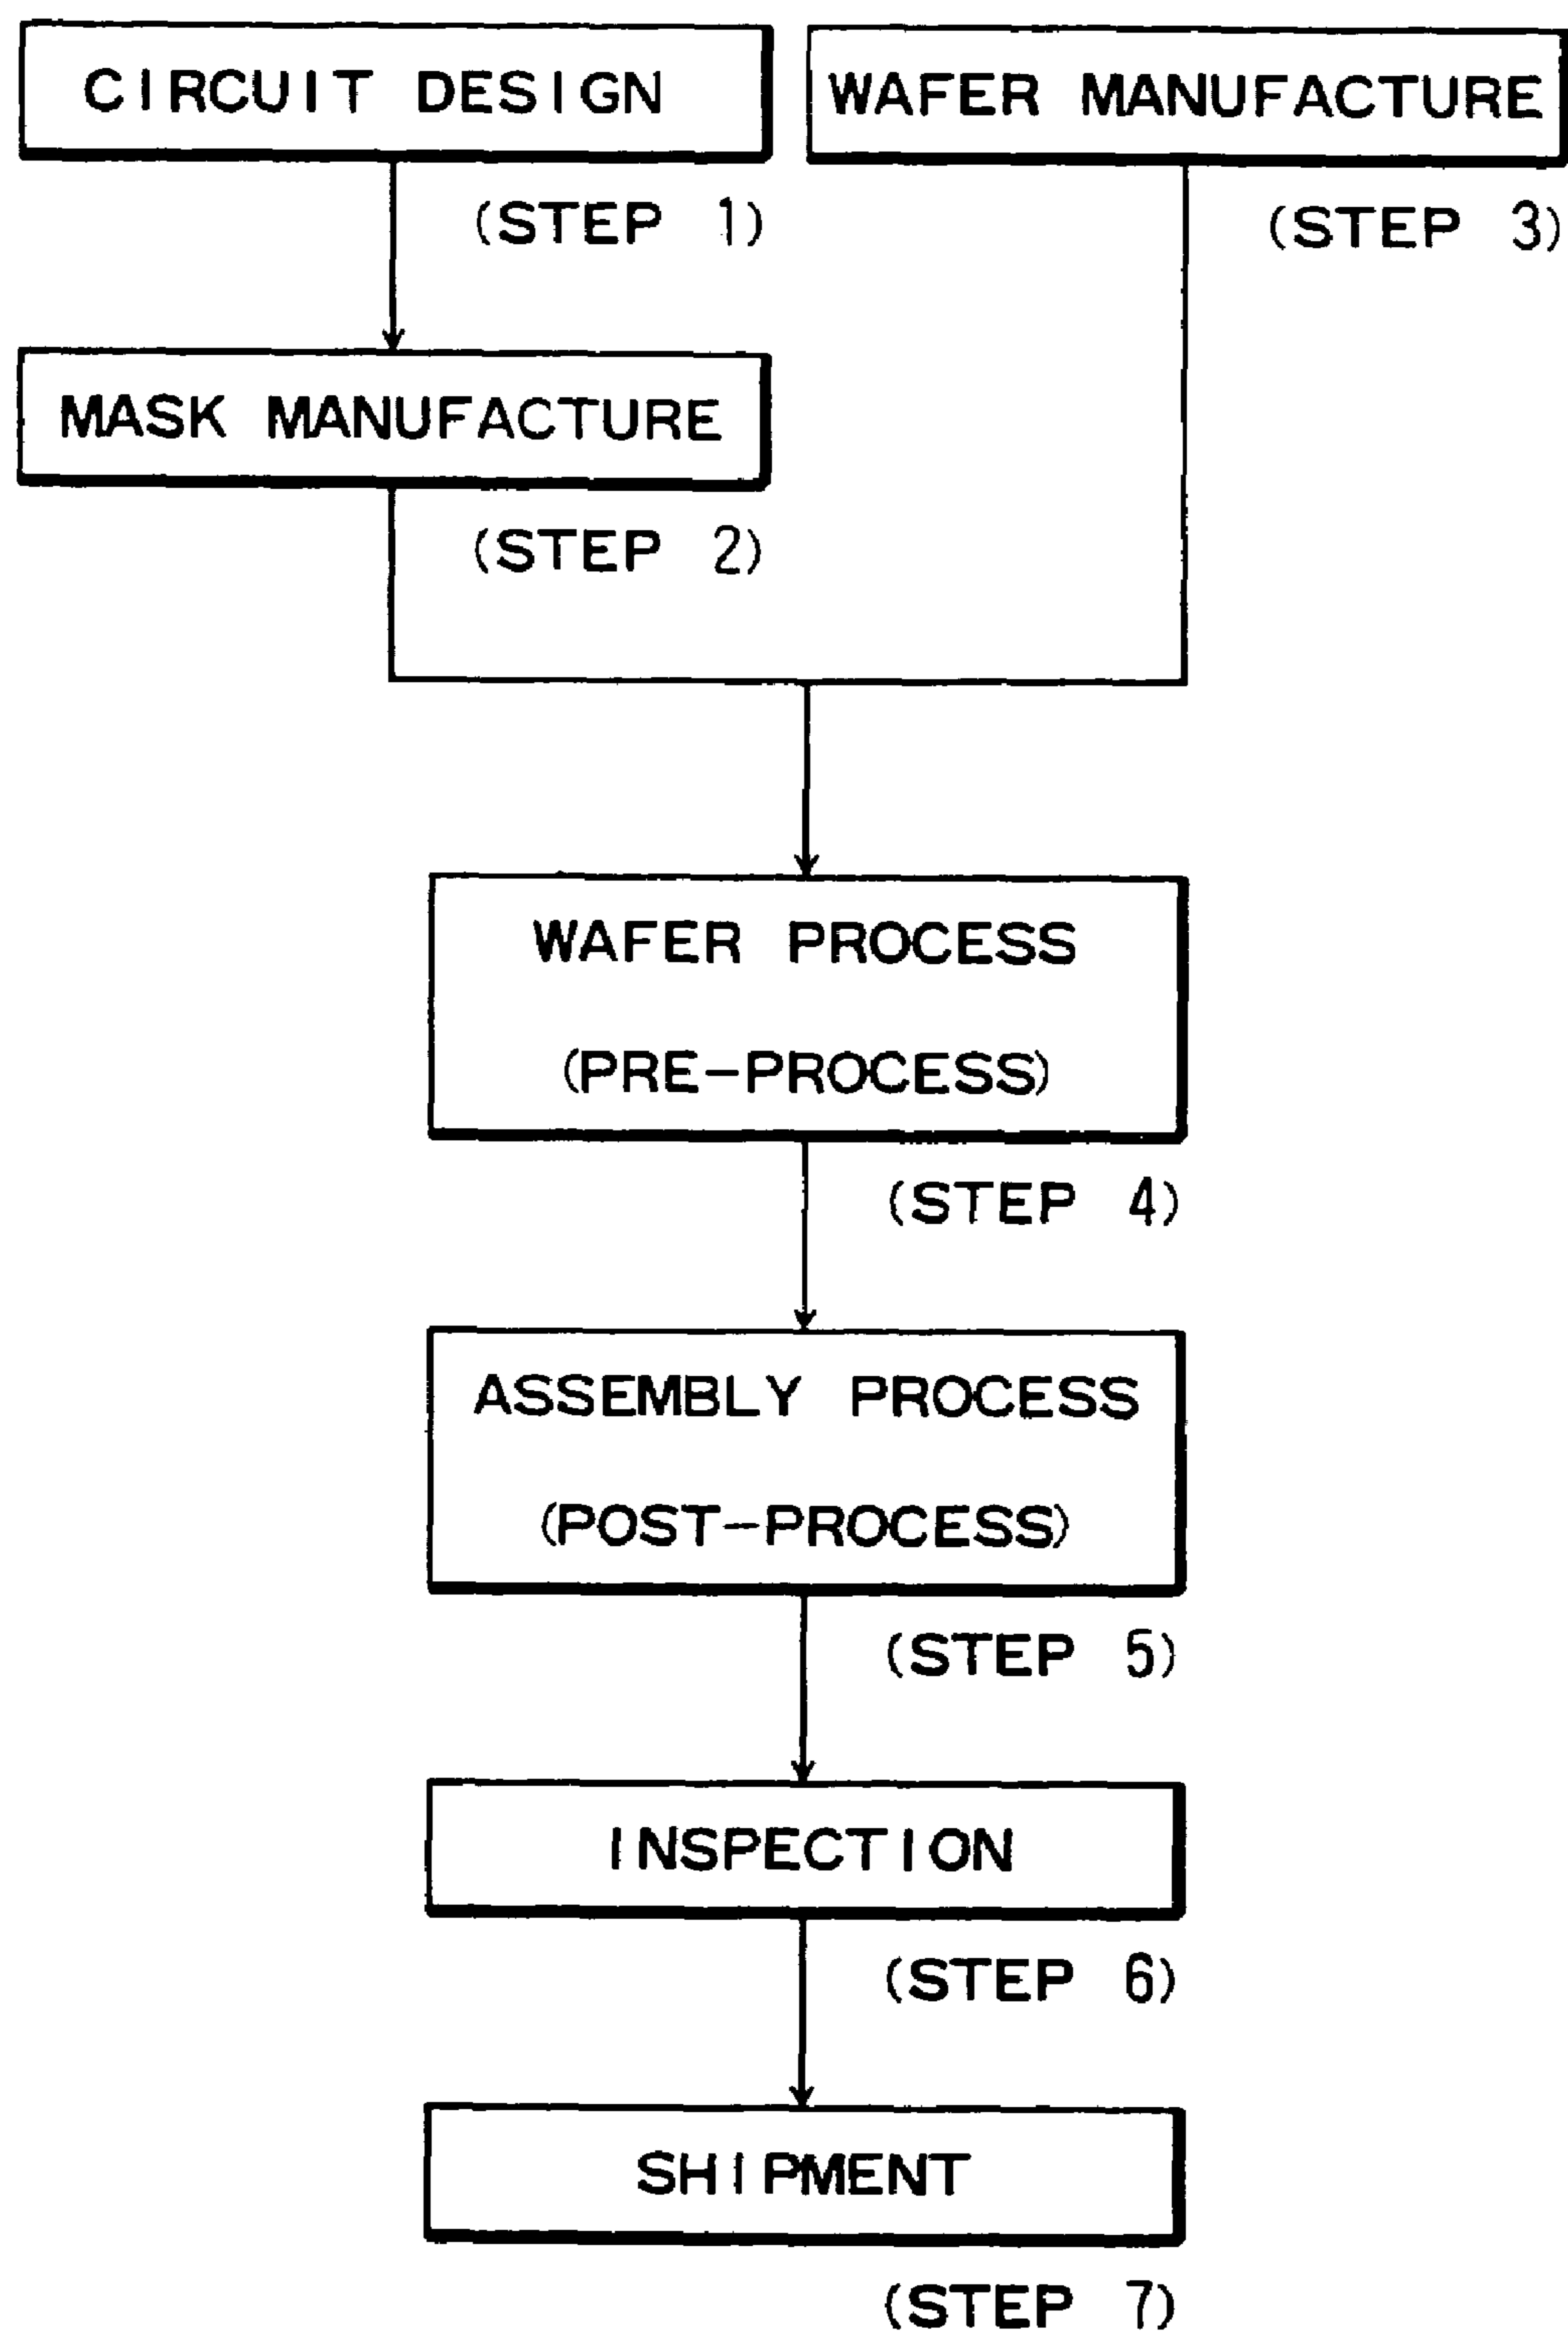 CIRCUIT DESIGN
(STEP 1)
WAFER MANUFACTURE
(STEP 3)
MASK MANUFACTURE
(STEP 2)
WAFER PROCESS
(PRE-PROCESS)
(STEP 4)
ASSEMBLY PROCESS
(POST-PROCESS)
(STEP 5)
INSPECTION
(STEP 6)
SHIPMENT
(STEP 7)